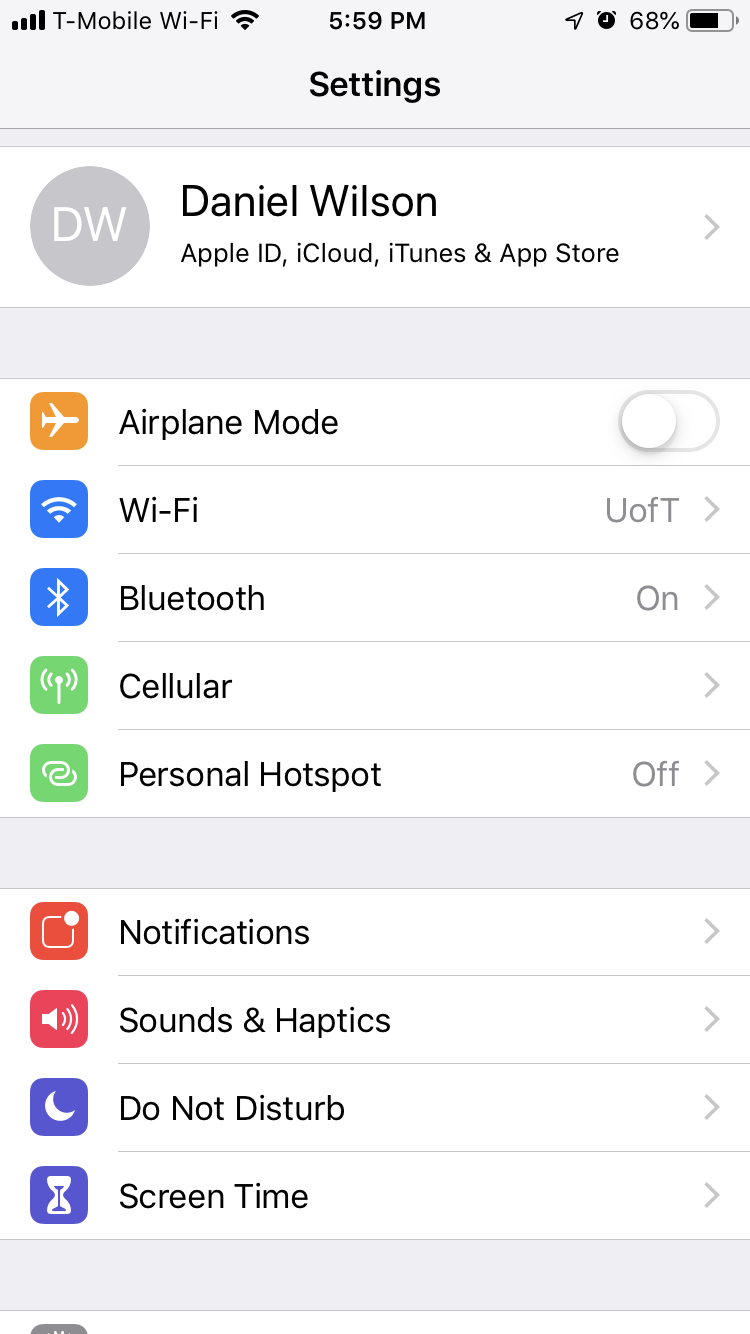 T-Mobile Wi-Fi 5:59 PM 68%
Settings
DW
Daniel Wilson
Apple ID, iCloud, iTunes & App Store
Airplane Mode
Wi-Fi UofT
Bluetooth On
Cellular
Personal Hotspot Off
Notifications
Sounds & Haptics
Do Not Disturb
Screen Time